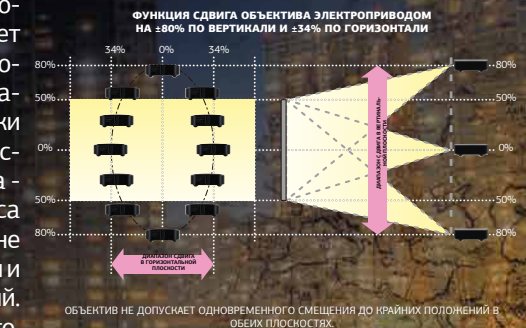 ФУНКЦИЯ СДВИГА ОБЪЕКТИВА ЭЛЕКТРОПРИВОДОМ
НА ±80% ПО ВЕРТИКАЛИ И ±34% ПО ГОРИЗОНТАЛИ
34% 0% 34%
80% 80%
50% 50%
0% 0%
50% 50%
80% 80%
ДИАПАЗОН СДВИГА В ВЕРТИКАЛЬ-
НОЙ ПЛОСКОСТИ
ДИАПАЗОН СДВИГА
В ГОРИЗОНТАЛЬНОЙ
ПЛОСКОСТИ
ОБЪЕКТИВ НЕ ДОПУСКАЕТ ОДНОВРЕМЕННОГО СМЕЩЕНИЯ ДО КРАЙНИХ ПОЛОЖЕНИЙ В
ОБЕИХ ПЛОСКОСТЯХ.